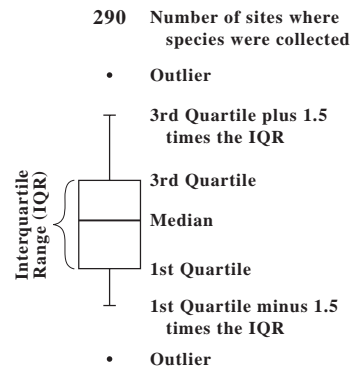 290 Number of sites where
species were collected
Outlier
3rd Quartile plus 1.5
times the IQR
3rd Quartile
Median
1st Quartile
1st Quartile minus 1.5
times the IQR
Outlier
Interquartile
Range (IQR)